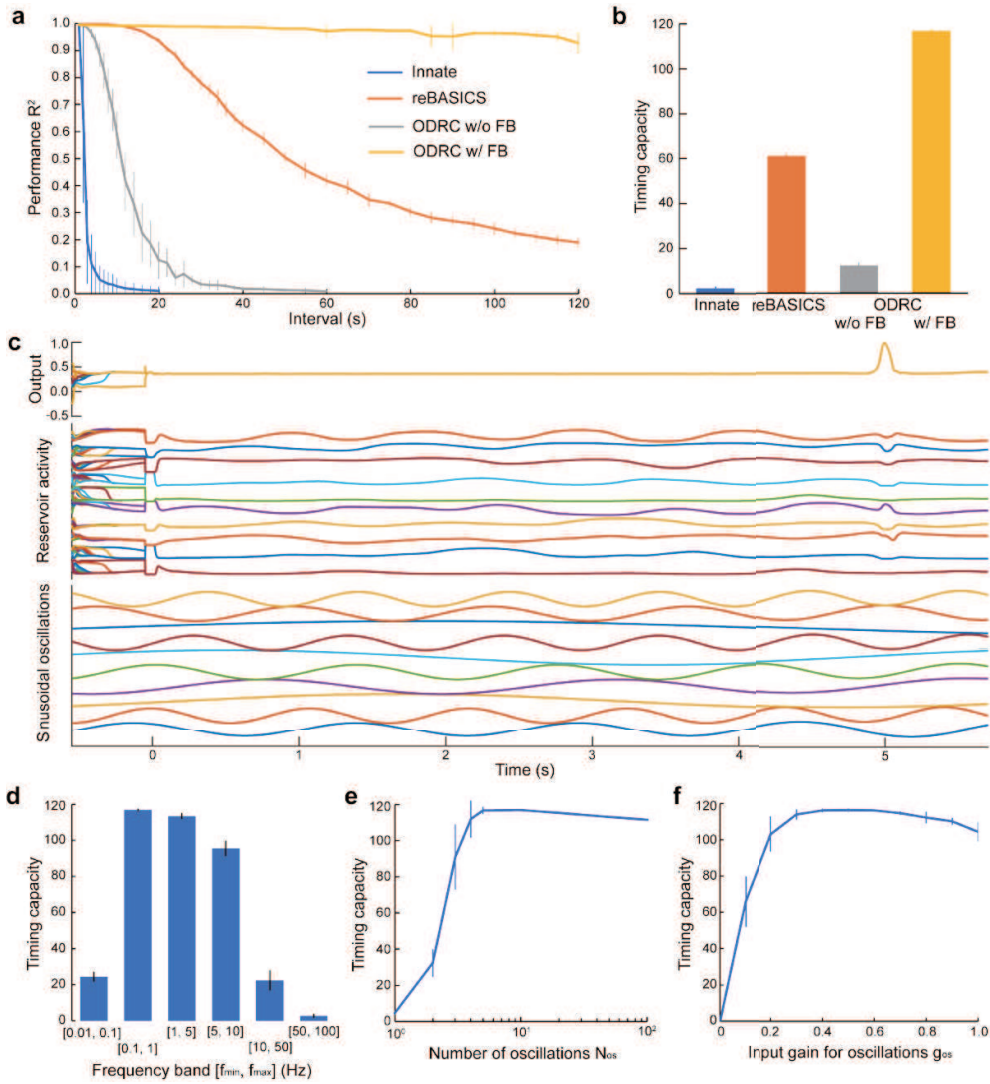 a
1.0
0.9
0.8
0.7
0.6
0.5
0.4
0.3
0.2
0.1
0.0
Performance R²
0
20
40
60
80
100
120
Interval (s)
Innate
reBASICS
ODRC w/o FB
ODRC w/ FB
b
120
100
80
60
40
20
0
Timing capacity
Innate
reBASICS
ODRC
w/o FB
w/ FB
c
1.0
0.5
0.0
-0.5
Output
Reservoir activity
Snusoidal oscillations
0
1
2
3
4
5
Time (s)
d
120
100
80
60
40
20
0
Timing capacity
[0.01, 0.1]
[0.1, 1]
[1, 5]
[5, 10]
[10, 50]
[50, 100]
Frequency band [fmin, fmax] (Hz)
e
120
100
80
60
40
20
0
Timing capacity
10⁰
10¹
10²
Number of oscillations Nos
f
120
100
80
60
40
20
0
Timing capacity
0
0.2
0.4
0.6
0.8
1.0
Input gain for oscillations gos